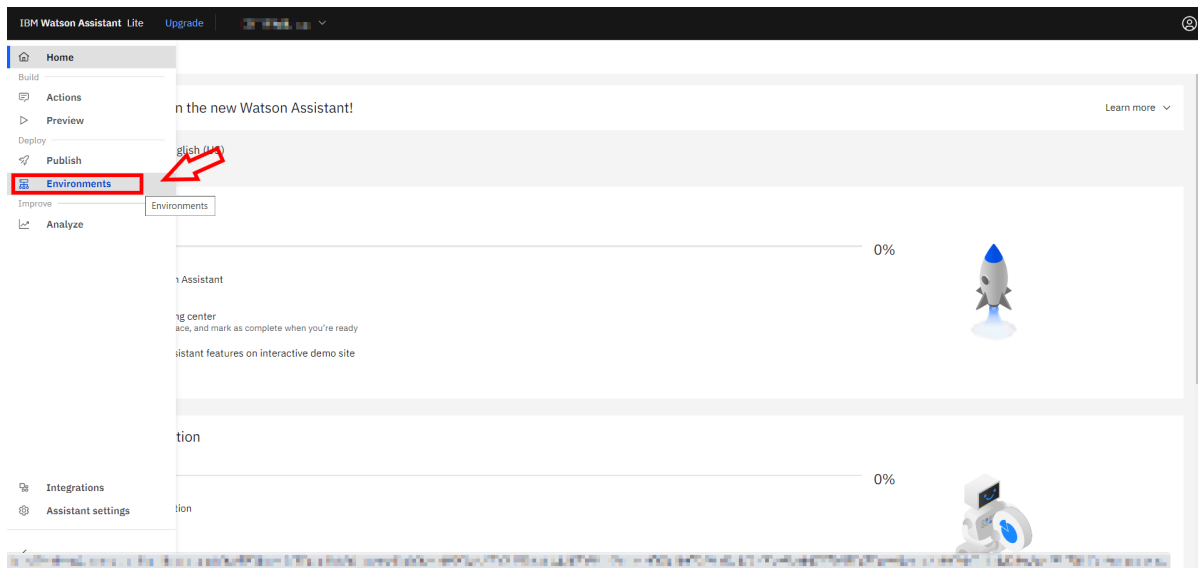 IBM Watson Assistant Lite Upgrade
Home
Build
Actions
Preview
Deploy
Publish
Environments
Improve
Environments
Analyze
n the new Watson Assistant!
Learn more
glish (US)
0%
n Assistant
ng center
ace, and mark as complete when you're ready
sistant features on interactive demo site
tion
0%
tion
Integrations
Assistant settings